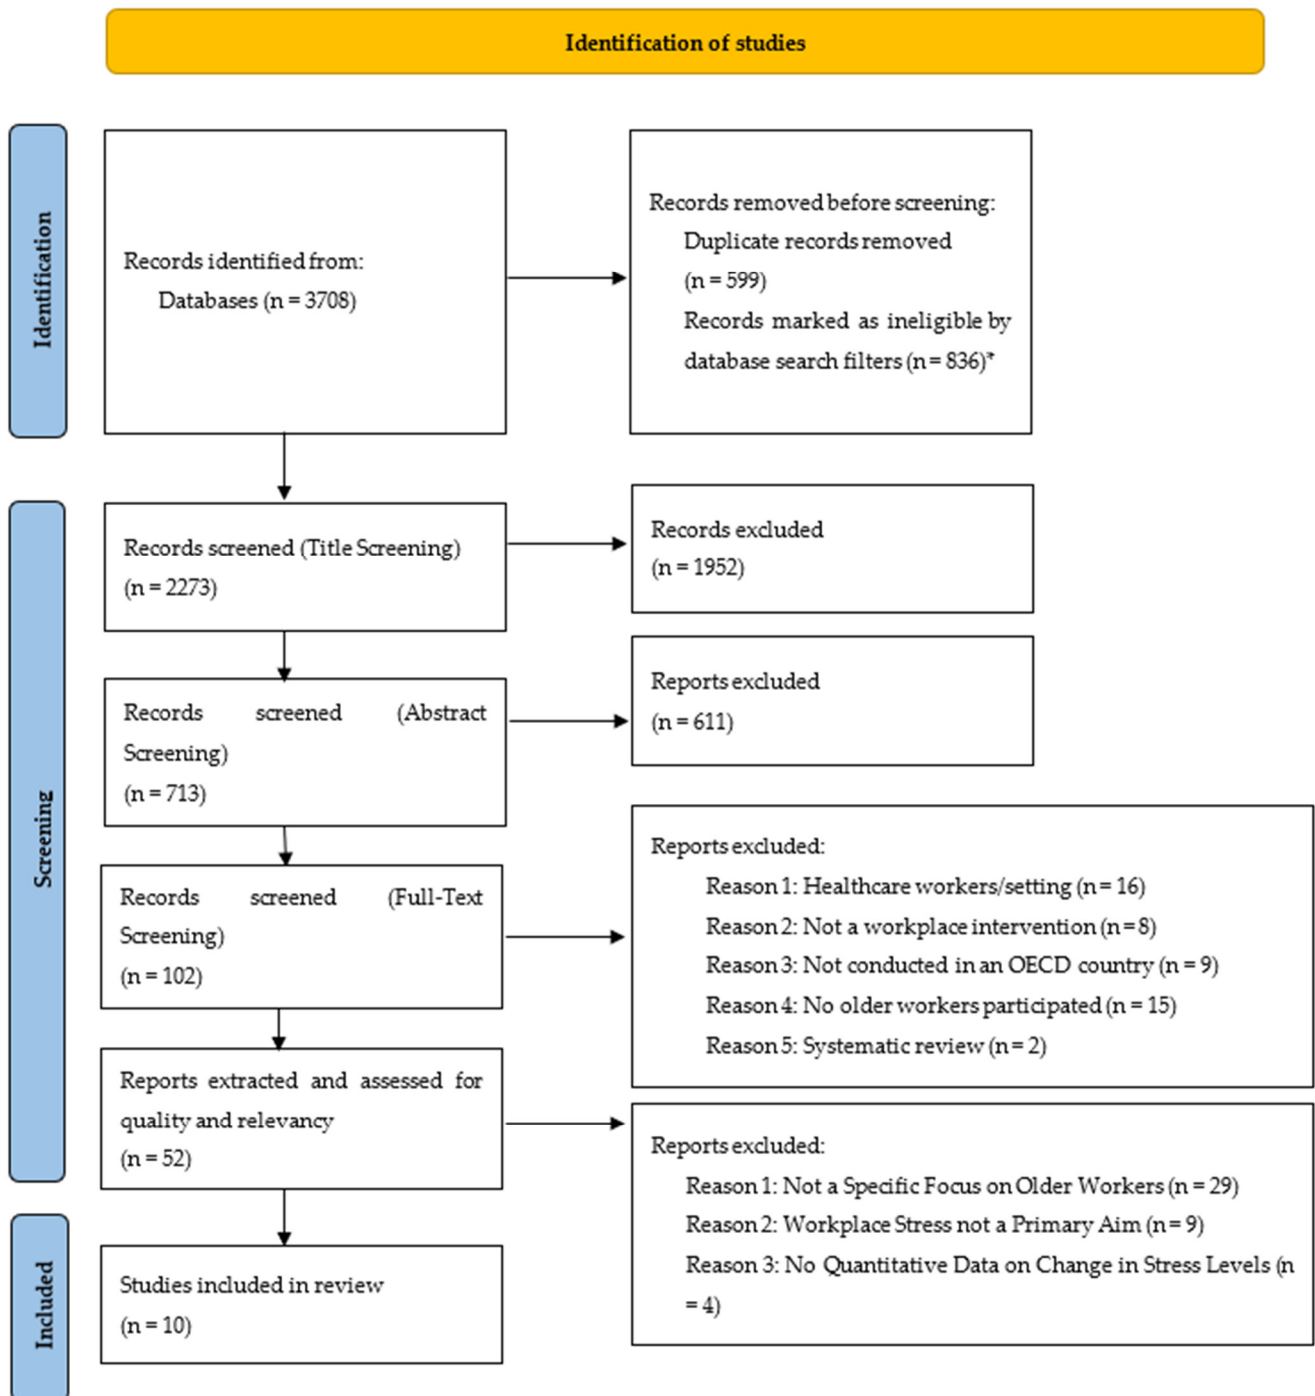 Identification of studies
Identification
Records identified from:
Databases (n = 3708)
Records removed before screening:
Duplicate records removed
(n = 599)
Records marked as ineligible by
database search filters (n = 836)*
Screening
Records screened (Title Screening)
(n = 2273)
Records excluded
(n = 1952)
Records screened (Abstract
Screening)
(n = 713)
Reports excluded
(n = 611)
Records screened (Full-Text
Screening)
(n = 102)
Reports excluded:
Reason 1: Healthcare workers/setting (n = 16)
Reason 2: Not a workplace intervention (n = 8)
Reason 3: Not conducted in an OECD country (n = 9)
Reason 4: No older workers participated (n = 15)
Reason 5: Systematic review (n = 2)
Reports extracted and assessed for
quality and relevancy
(n = 52)
Reports excluded:
Reason 1: Not a Specific Focus on Older Workers (n = 29)
Reason 2: Workplace Stress not a Primary Aim (n = 9)
Reason 3: No Quantitative Data on Change in Stress Levels (n
= 4)
Included
Studies included in review
(n = 10)